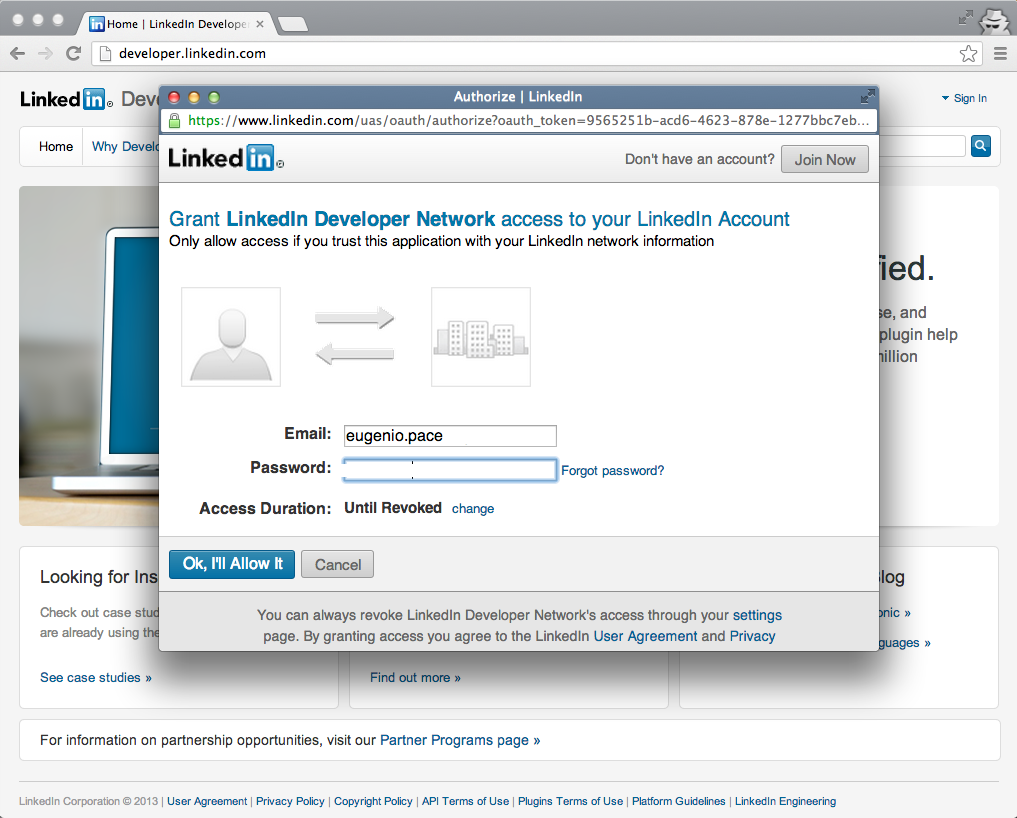 Home | LinkedIn Develope
developer.linkedin.com
Linked in Deve
Sign In
Home Why Develo
Authorize | LinkedIn
https://www.linkedin.com/uas/oauth/authorize?oauth_token=9565251b-acd6-4623-878e-1277bbc7eb...
Linked in Don't have an account? Join Now
Grant LinkedIn Developer Network access to your LinkedIn Account
Only allow access if you trust this application with your LinkedIn network information
Email: eugenio.pace
Password: Forgot password?
Access Duration: Until Revoked change
Ok, I'll Allow It Cancel
You can always revoke LinkedIn Developer Network's access through your settings
page. By granting access you agree to the LinkedIn User Agreement and Privacy
fied.
se, and
plugin help
nillion
Looking for Ins
Check out case stud
are already using the
See case studies »
Find out more »
Blog
onic »
guages »
For information on partnership opportunities, visit our Partner Programs page »
LinkedIn Corporation © 2013 | User Agreement | Privacy Policy | Copyright Policy | API Terms of Use | Plugins Terms of Use | Platform Guidelines | LinkedIn Engineering